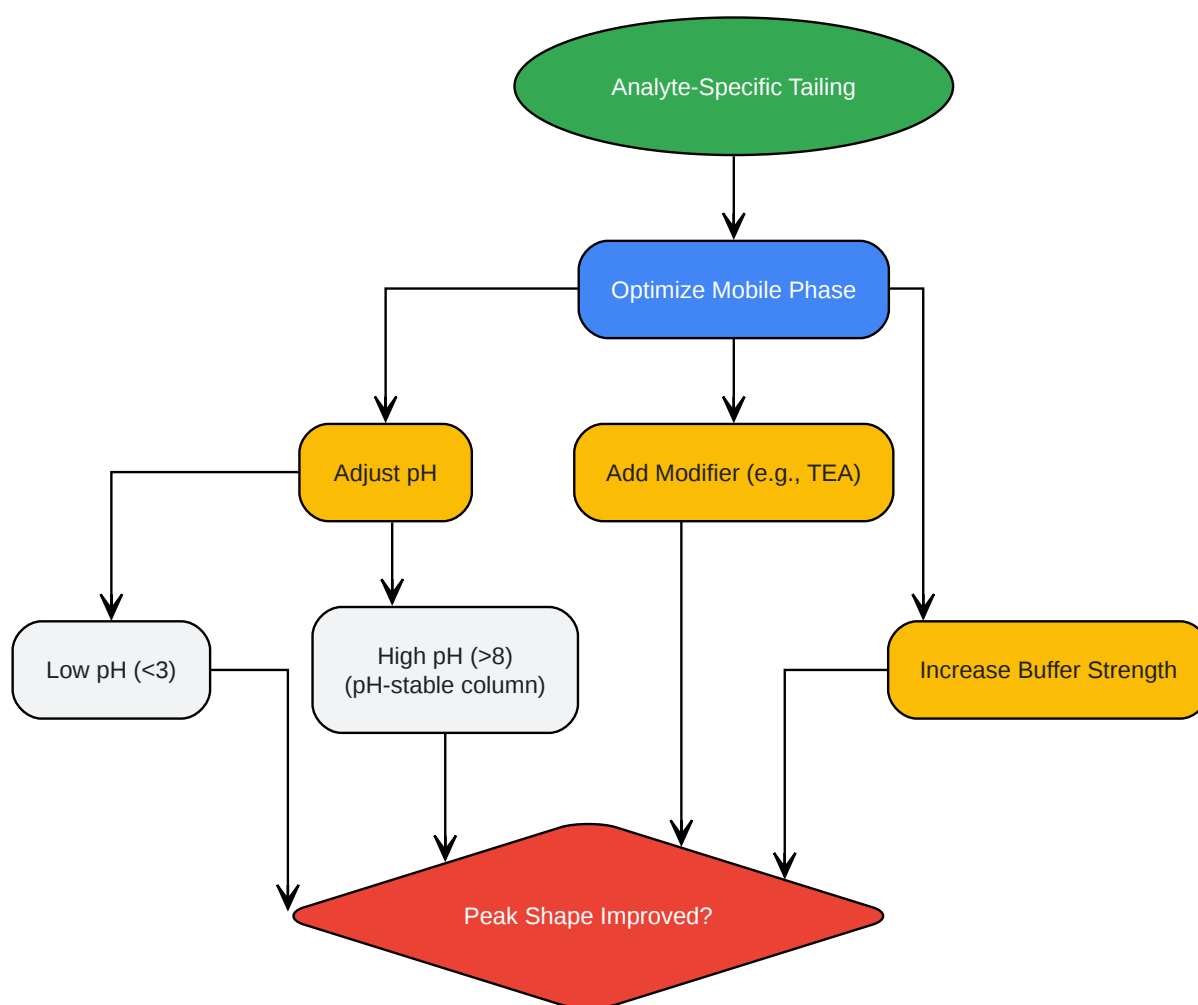 Analyte-Specific Tailing
Optimize Mobile Phase
Adjust pH
Add Modifier (e.g., TEA)
Low pH (<3)
High pH (>8)
(pH-stable column)
Increase Buffer Strength
Peak Shape Improved?